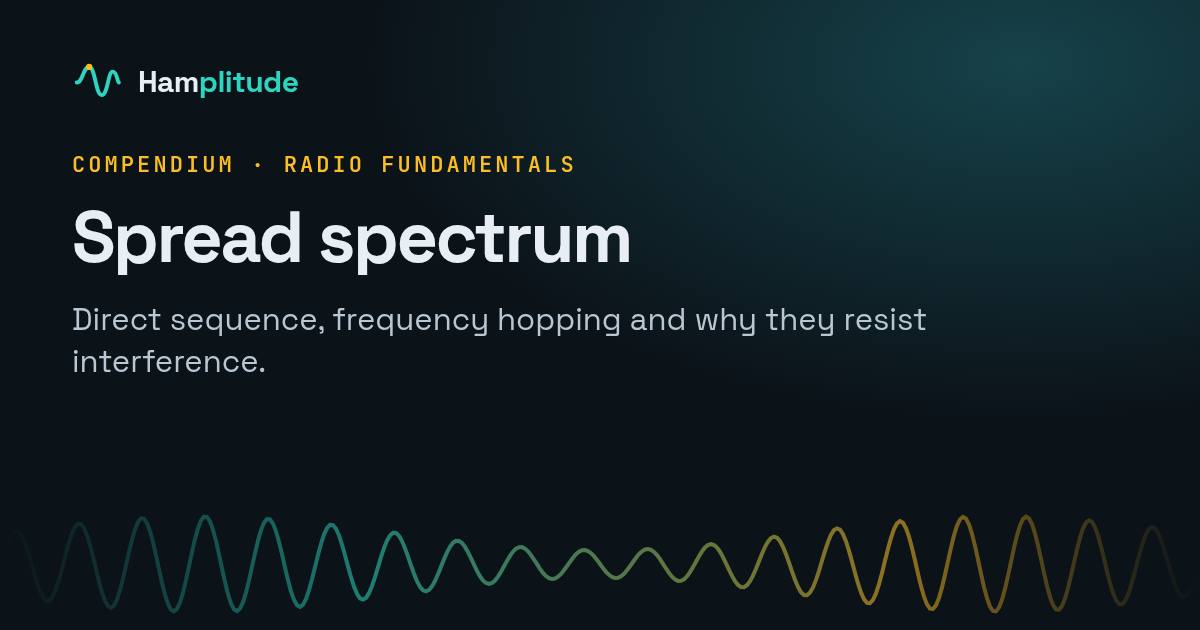 Hamplitude
COMPENDIUM · RADIO FUNDAMENTALS
Spread spectrum
Direct sequence, frequency hopping and why they resist
interference.